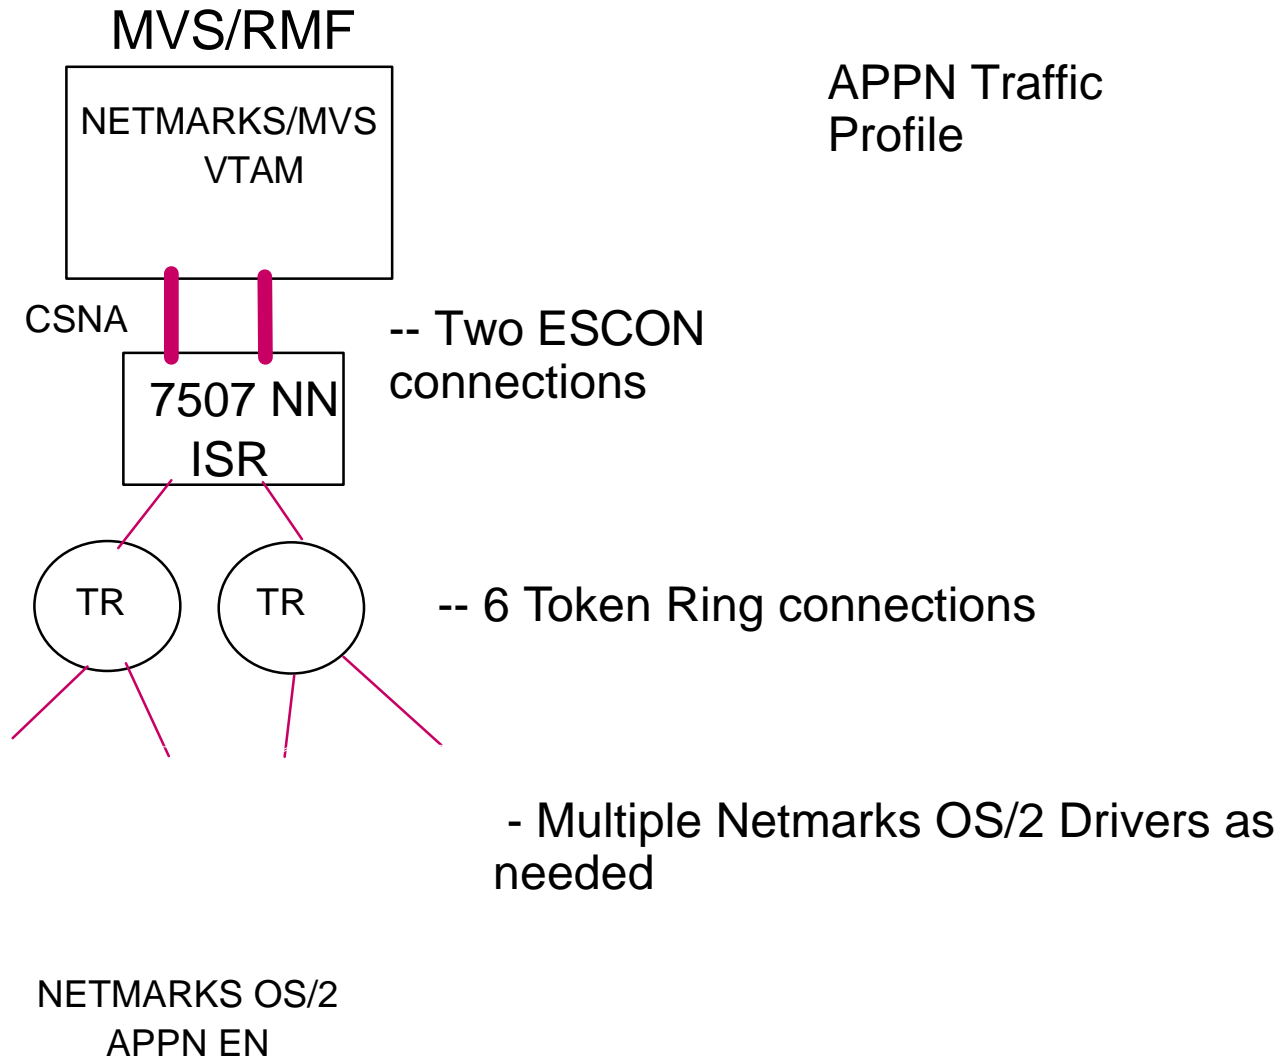 MVS/RMF
APPN Traffic
Profile
NETMARKS/MVS
VTAM
CSNA
-- Two ESCON
connections
7507 NN
ISR
TR
TR
-- 6 Token Ring connections
- Multiple Netmarks OS/2 Drivers as
needed
NETMARKS OS/2
APPN EN